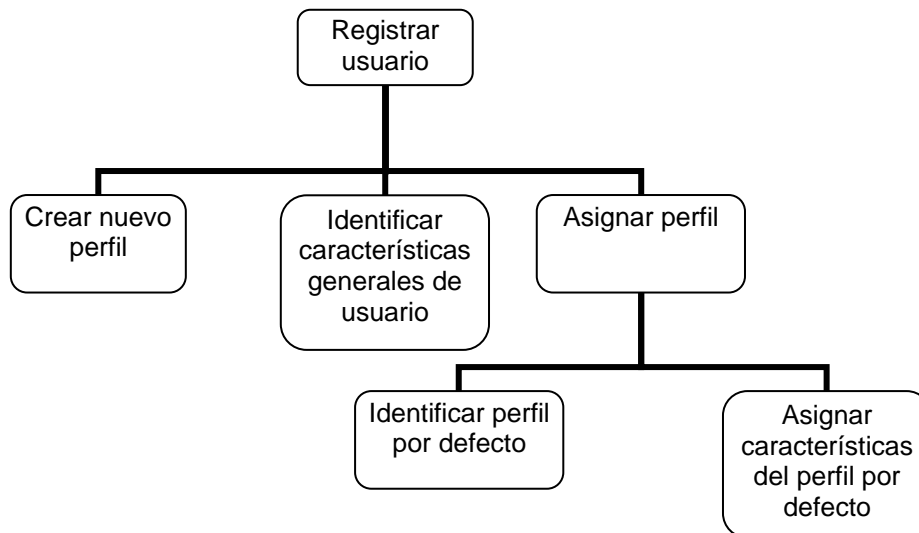 Registrar
usuario
Crear nuevo
perfil
Identificar
características
generales de
usuario
Asignar perfil
Identificar perfil
por defecto
Asignar
características
del perfil por
defecto